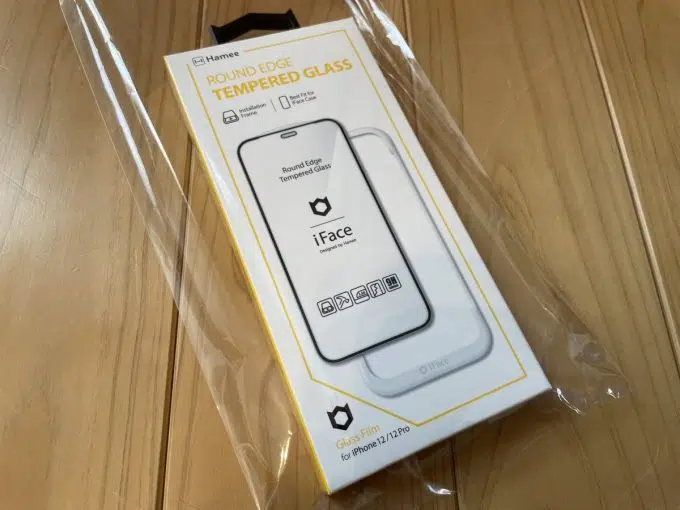 Hamee
ROUND EDGE
TEMPERED GLASS
Installation
Frame
Best Fit for
iFace Case
Round Edge
Tempered Glass
iFace
Designed by Hamee
9H
iFace
Glass Film
for iPhone 12/12 Pro